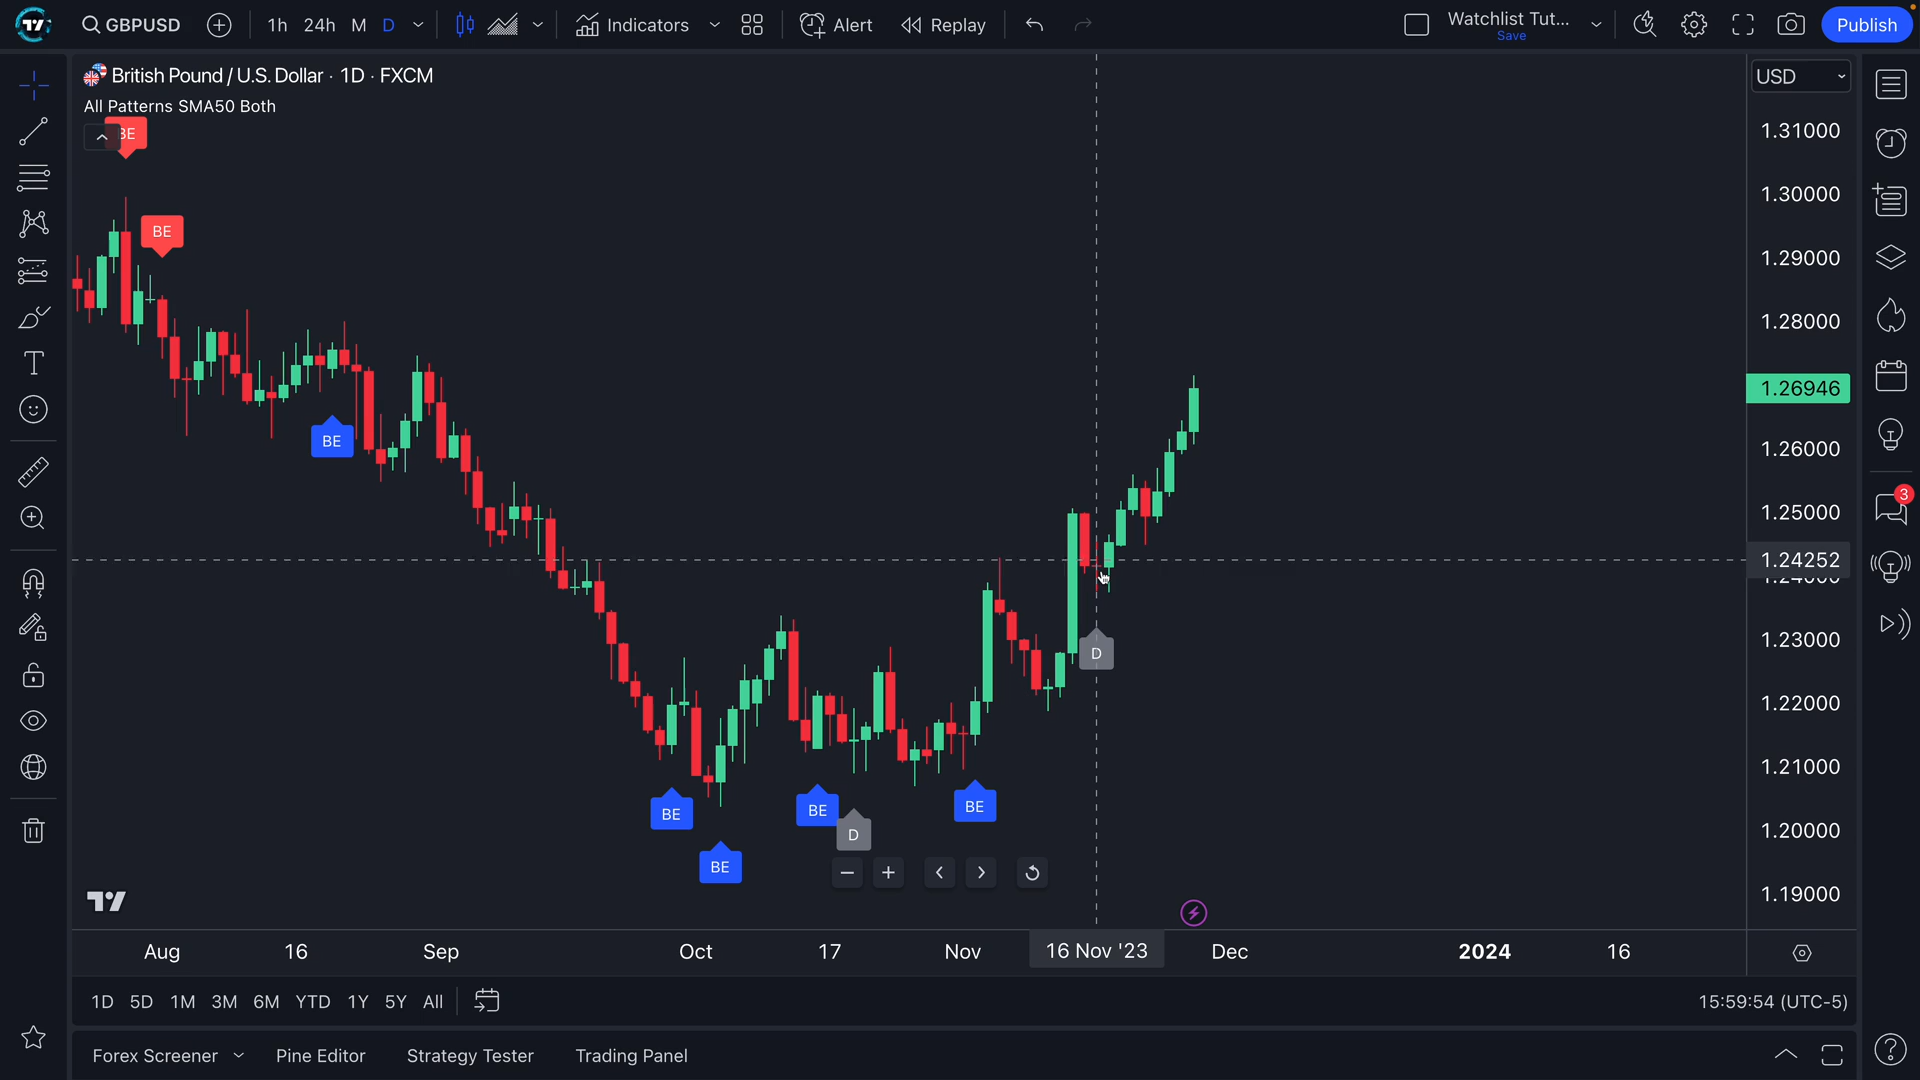 GBPUSD
1h 24h M D
Indicators
Alert
Replay
Watchlist Tut...
Save
Publish
British Pound / U.S. Dollar · 1D · FXCM
All Patterns SMA50 Both
BE
BE
BE
BE
BE
BE
D
BE
D
USD
1.31000
1.30000
1.29000
1.28000
1.26946
1.26000
1.25000
1.24252
1.24000
1.23000
1.22000
1.21000
1.20000
1.19000
3
Aug 16 Sep Oct 17 Nov 16 Nov '23 Dec 2024 16
1D 5D 1M 3M 6M YTD 1Y 5Y All
15:59:54 (UTC-5)
Forex Screener Pine Editor Strategy Tester Trading Panel